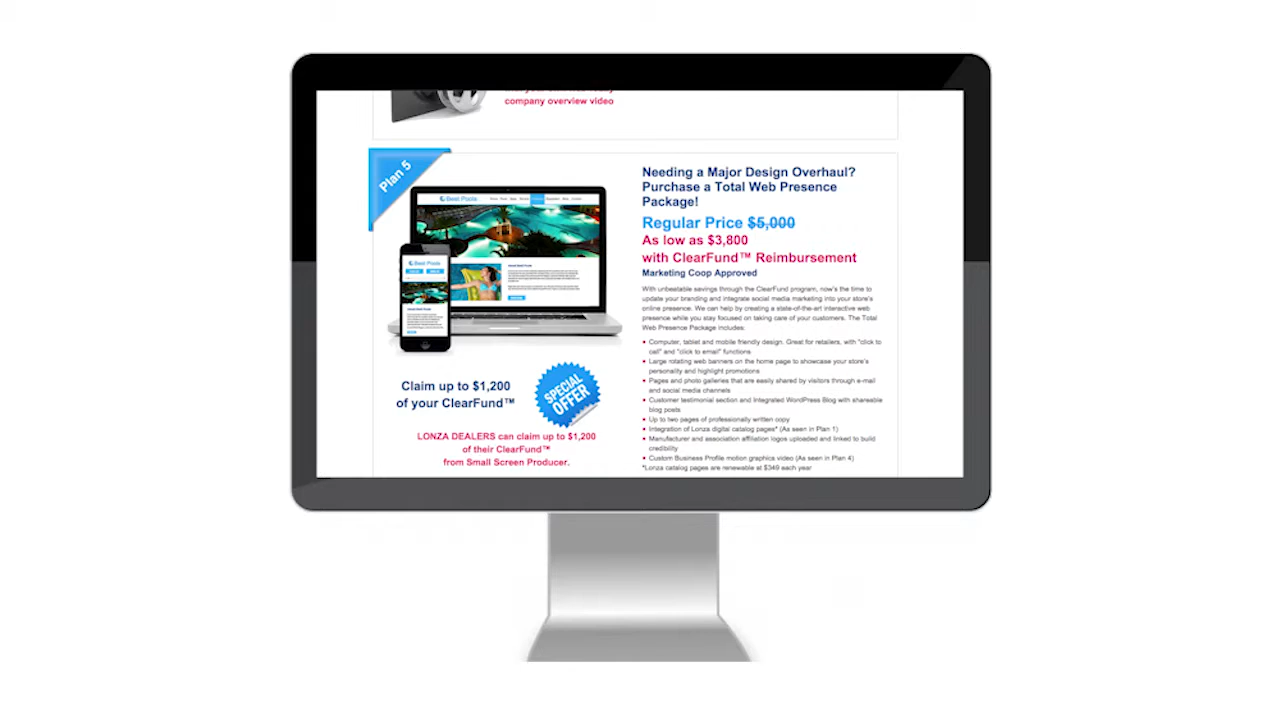 company overview video
Plan 5
Best Pools
Best Pools
Claim up to $1,200
of your ClearFund™
SPECIAL
OFFER
LONZA DEALERS can claim up to $1,200
of their ClearFund™
from Small Screen Producer.
Needing a Major Design Overhaul?
Purchase a Total Web Presence
Package!
Regular Price $5,000
As low as $3,800
with ClearFund™ Reimbursement
Marketing Coop Approved
With unbeatable savings through the ClearFund program, now's the time to
update your branding and integrate social media marketing into your store's
online presence. We can help by creating a state-of-the-art interactive web
presence while you stay focused on taking care of your customers. The Total
Web Presence Package includes:
• Computer, tablet and mobile friendly design. Great for retailers, with "click to
call" and "click to email" functions
• Large rotating web banners on the home page to showcase your store's
personality and highlight promotions
• Pages and photo galleries that are easily shared by visitors through e-mail
and social media channels
• Customer testimonial section and Integrated WordPress Blog with shareable
blog posts
• Up to two pages of professionally written copy
• Integration of Lonza digital catalog pages* (As seen in Plan 1)
• Manufacturer and association affiliation logos uploaded and linked to build
credibility
• Custom Business Profile motion graphics video (As seen in Plan 4)
*Lonza catalog pages are renewable at $349 each year